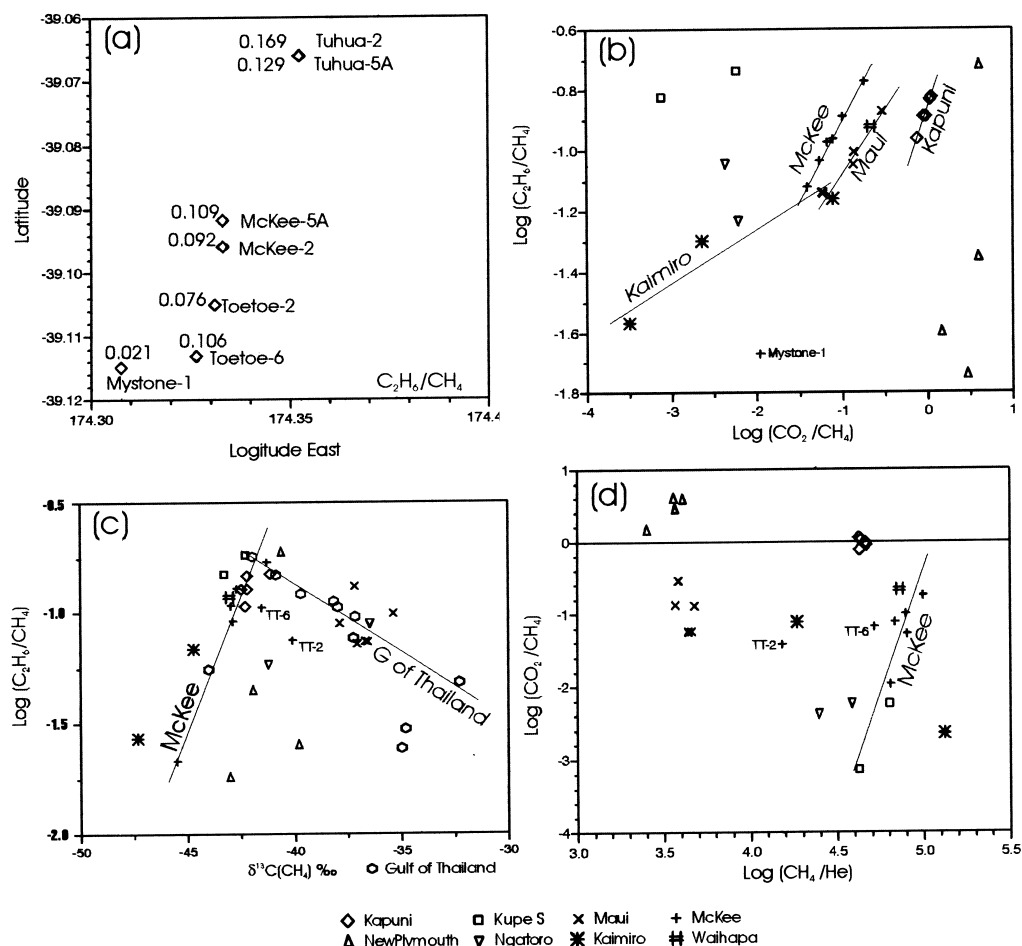 (a)
-39.06
-39.07
-39.08
-39.09
-39.10
-39.11
-39.12
Latitude
0.169 Tuhua-2
0.129 Tuhua-5A
0.109 McKee-5A
0.092 McKee-2
0.076 Toetoe-2
0.106 Toetoe-6
0.021
Mystone-1
C₂H₆/CH₄
174.30 174.35 174.4
Logitude East
(b)
-0.6
-0.8
-1.0
-1.2
-1.4
-1.6
-1.8
Log (C₂H₆/CH₄)
McKee
Maui
Kapuni
Kaimiro
Mystone-1
-4 -3 -2 -1 0 1
Log (CO₂/CH₄)
(c)
-0.5
-1.0
-1.5
-2.0
Log (C₂H₆/CH₄)
McKee
TT-6
TT-2
G of Thailand
-50 -45 -40 -35 -30
δ¹³C(CH₄) ‰ Gulf of Thailand
(d)
1
0
-1
-2
-3
-4
Log (CO₂/CH₄)
TT-2
TT-6
McKee
3.0 3.5 4.0 4.5 5.0 5.5
Log (CH₄/He)
Kapuni Kupe S Maui McKee
NewPlymouth Ngatoro Kaimiro Waihapa